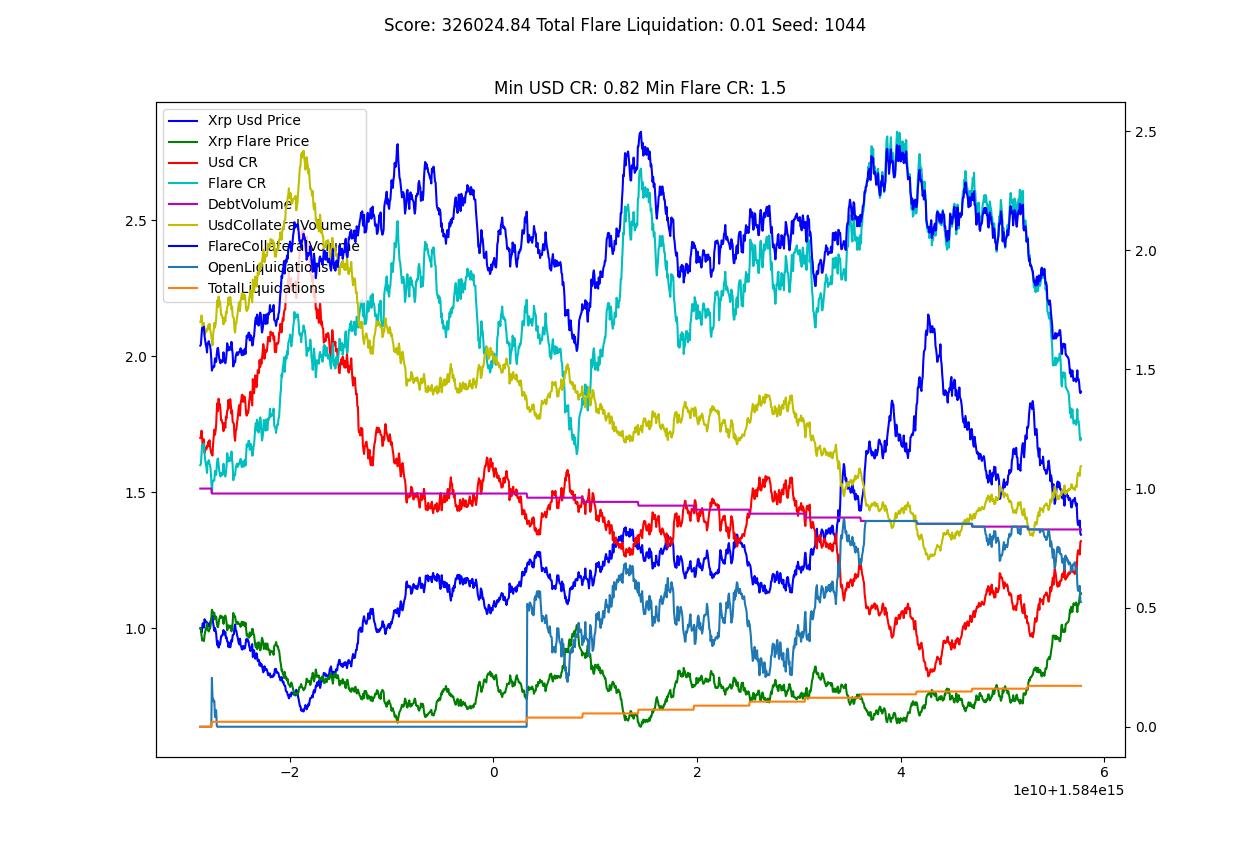 Score: 326024.84 Total Flare Liquidation: 0.01 Seed: 1044
Min USD CR: 0.82 Min Flare CR: 1.5
Xrp Usd Price
Xrp Flare Price
Usd CR
Flare CR
DebtVolume
UsdCollateralVolume
FlareCollateralVolume
OpenLiquidations
TotalLiquidations
2.5
2.0
1.5
1.0
2.5
2.0
1.5
1.0
0.5
0.0
−2 0 2 4 6
1e10+1.584e15